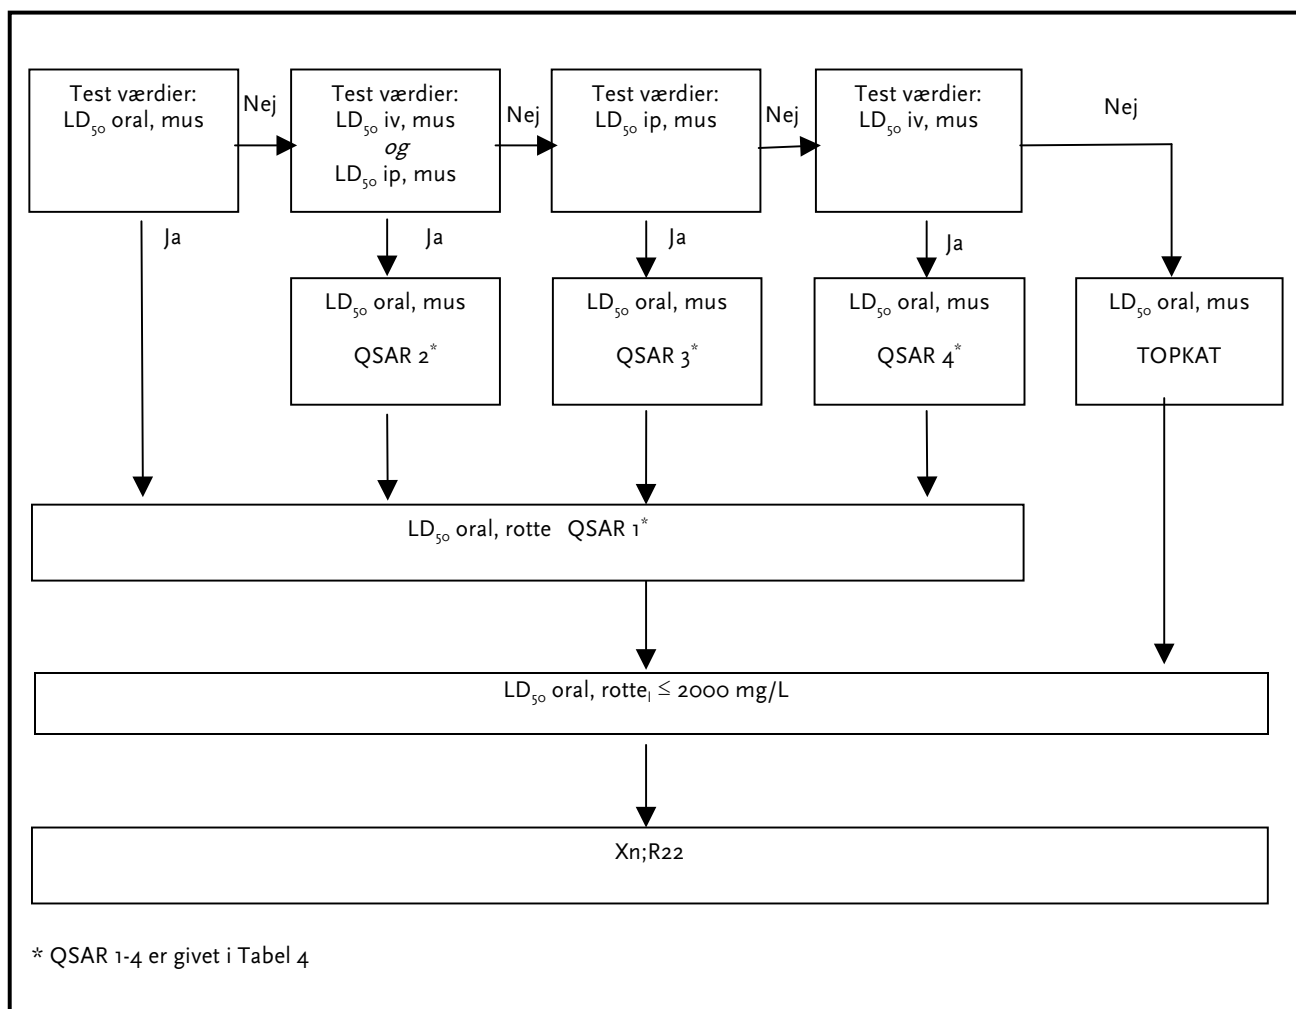 Test værdier:
LD₅₀ oral, mus
Nej
Test værdier:
LD₅₀ iv, mus
og
LD₅₀ ip, mus
Nej
Test værdier:
LD₅₀ ip, mus
Nej
Test værdier:
LD₅₀ iv, mus
Nej
Ja
Ja
Ja
Ja
LD₅₀ oral, mus
QSAR 2*
LD₅₀ oral, mus
QSAR 3*
LD₅₀ oral, mus
QSAR 4*
LD₅₀ oral, mus
TOPKAT
LD₅₀ oral, rotte QSAR 1*
LD₅₀ oral, rotte₁ ≤ 2000 mg/L
Xn;R22
* QSAR 1-4 er givet i Tabel 4